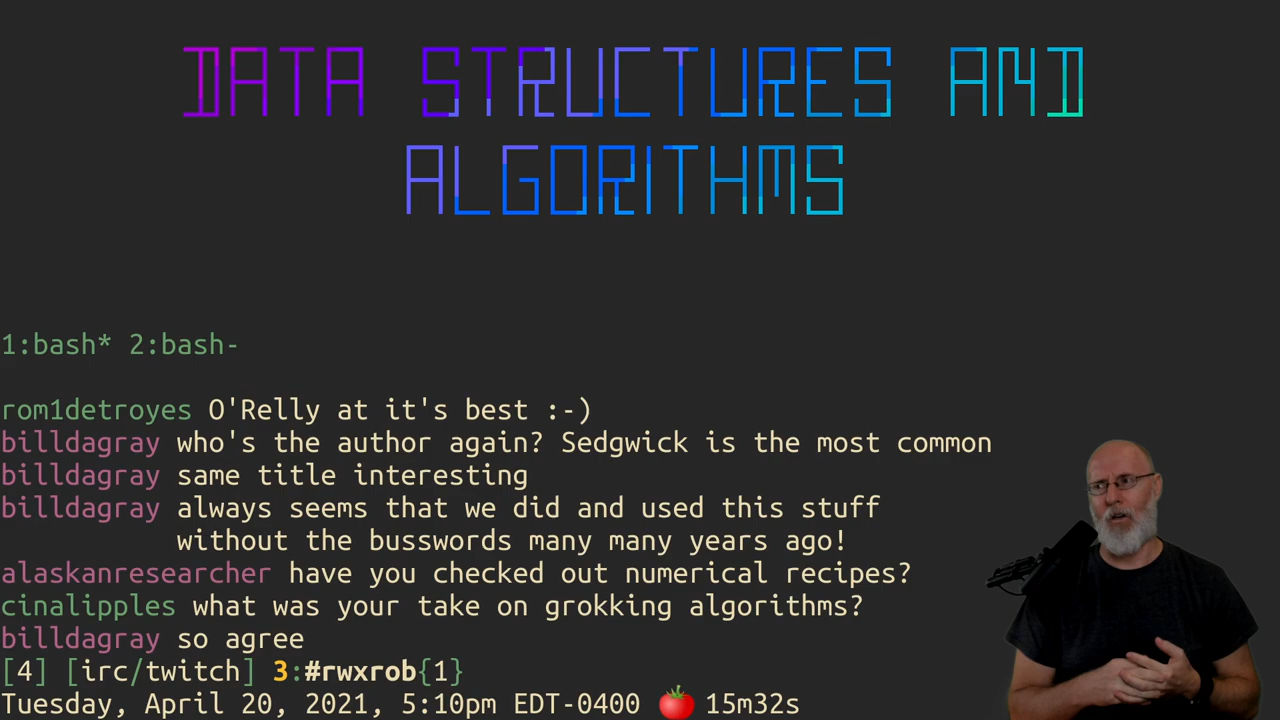 DATA STRUCTURES AND
ALGORITHMS
1:bash* 2:bash-
rom1detroyes O'Relly at it's best :-)
billdagray who's the author again? Sedgwick is the most common
billdagray same title interesting
billdagray always seems that we did and used this stuff
without the busswords many many years ago!
alaskanresearcher have you checked out numerical recipes?
cinalipples what was your take on grokking algorithms?
billdagray so agree
[4] [irc/twitch] 3:#rwxrob{1}
Tuesday, April 20, 2021, 5:10pm EDT-0400 🍅 15m32s